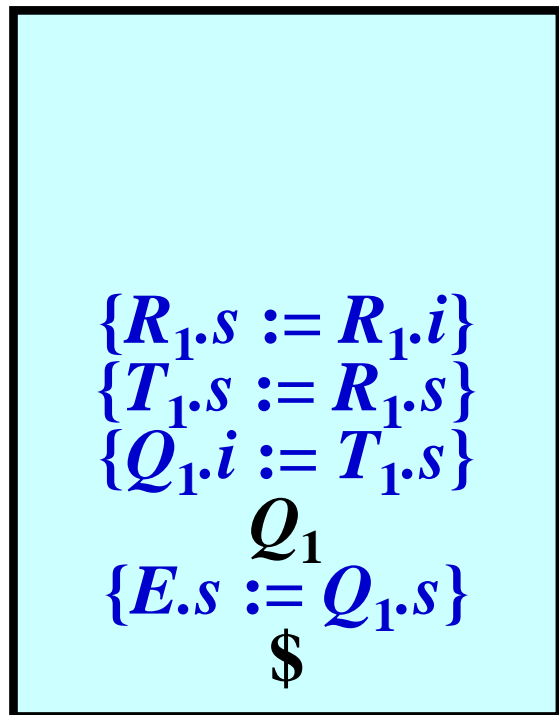 {R₁.s := R₁.i}
{T₁.s := R₁.s}
{Q₁.i := T₁.s}
Q₁
{E.s := Q₁.s}
$